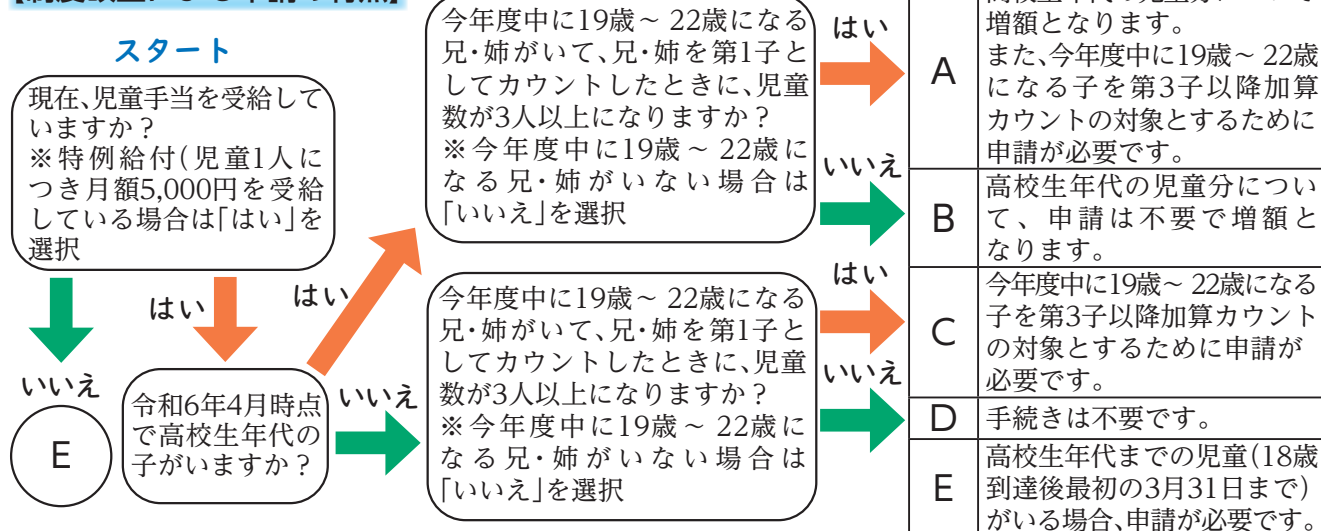 スタート
現在、児童手当を受給して
いますか？
※特例給付(児童1人に
つき月額5,000円を受給
している場合は「はい」を
選択
いいえ
はい
はい
E
令和6年4月時点
で高校生年代の
子がいますか？
いいえ
今年度中に19歳～ 22歳になる
兄・姉がいて、兄・姉を第1子と
してカウントしたときに、児童
数が3人以上になりますか？
※今年度中に19歳～ 22歳に
なる兄・姉がいない場合は
「いいえ」を選択
はい
いいえ
今年度中に19歳～ 22歳になる
兄・姉がいて、兄・姉を第1子と
してカウントしたときに、児童
数が3人以上になりますか？
※今年度中に19歳～ 22歳に
なる兄・姉がいない場合は
「いいえ」を選択
はい
いいえ
A
増額となります。
また、今年度中に19歳～ 22歳
になる子を第3子以降加算
カウントの対象とするために
申請が必要です。
B
高校生年代の児童分につい
て、申請は不要で増額と
なります。
C
今年度中に19歳～ 22歳になる
子を第3子以降加算カウント
の対象とするために申請が
必要です。
D
手続きは不要です。
E
高校生年代までの児童(18歳
到達後最初の3月31日まで)
がいる場合、申請が必要です。